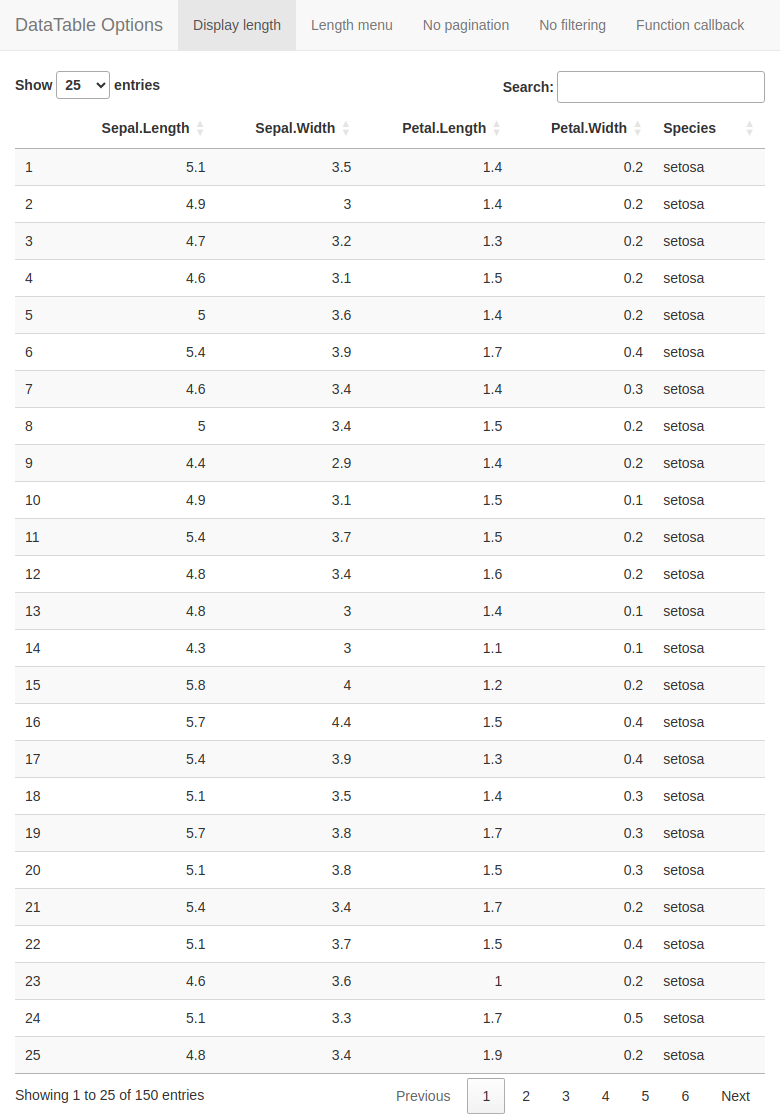 DataTable Options Display length Length menu No pagination No filtering Function callback
Show 25 entries Search:
Sepal.Length Sepal.Width Petal.Length Petal.Width Species
1 5.1 3.5 1.4 0.2 setosa
2 4.9 3 1.4 0.2 setosa
3 4.7 3.2 1.3 0.2 setosa
4 4.6 3.1 1.5 0.2 setosa
5 5 3.6 1.4 0.2 setosa
6 5.4 3.9 1.7 0.4 setosa
7 4.6 3.4 1.4 0.3 setosa
8 5 3.4 1.5 0.2 setosa
9 4.4 2.9 1.4 0.2 setosa
10 4.9 3.1 1.5 0.1 setosa
11 5.4 3.7 1.5 0.2 setosa
12 4.8 3.4 1.6 0.2 setosa
13 4.8 3 1.4 0.1 setosa
14 4.3 3 1.1 0.1 setosa
15 5.8 4 1.2 0.2 setosa
16 5.7 4.4 1.5 0.4 setosa
17 5.4 3.9 1.3 0.4 setosa
18 5.1 3.5 1.4 0.3 setosa
19 5.7 3.8 1.7 0.3 setosa
20 5.1 3.8 1.5 0.3 setosa
21 5.4 3.4 1.7 0.2 setosa
22 5.1 3.7 1.5 0.4 setosa
23 4.6 3.6 1 0.2 setosa
24 5.1 3.3 1.7 0.5 setosa
25 4.8 3.4 1.9 0.2 setosa
Showing 1 to 25 of 150 entries Previous 1 2 3 4 5 6 Next